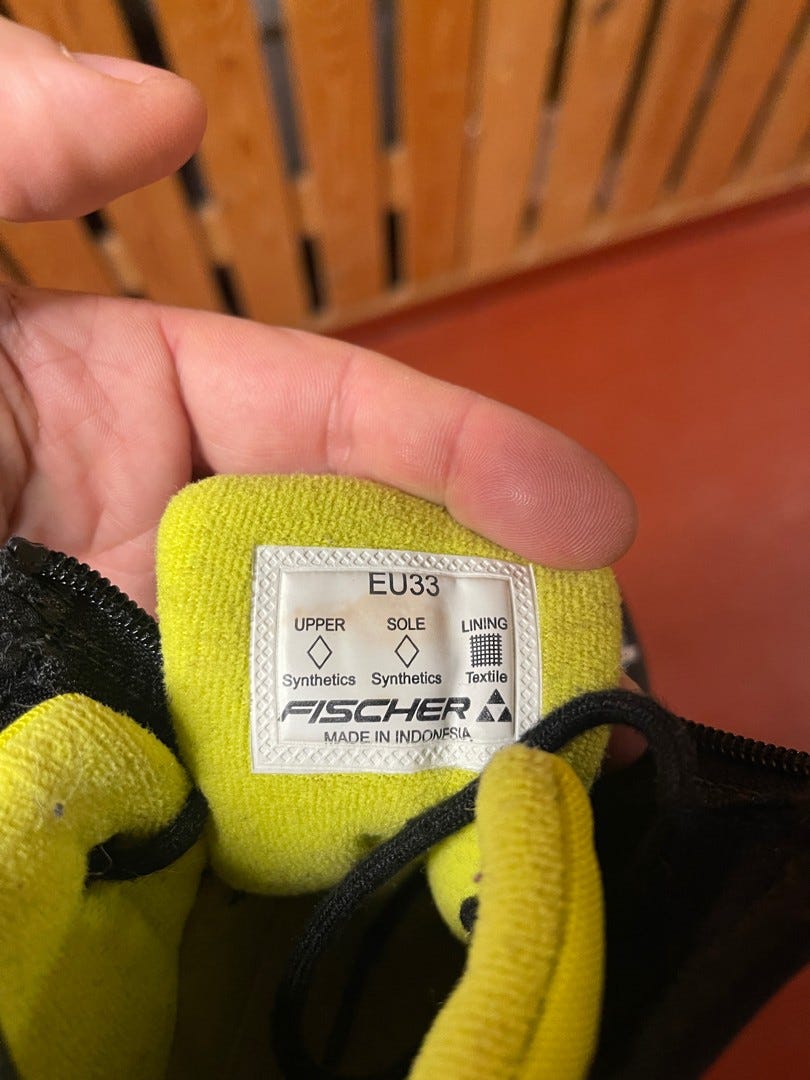 EU33
UPPER SOLE LINING
Synthetics Synthetics Textile
FISCHER
MADE IN INDONESIA